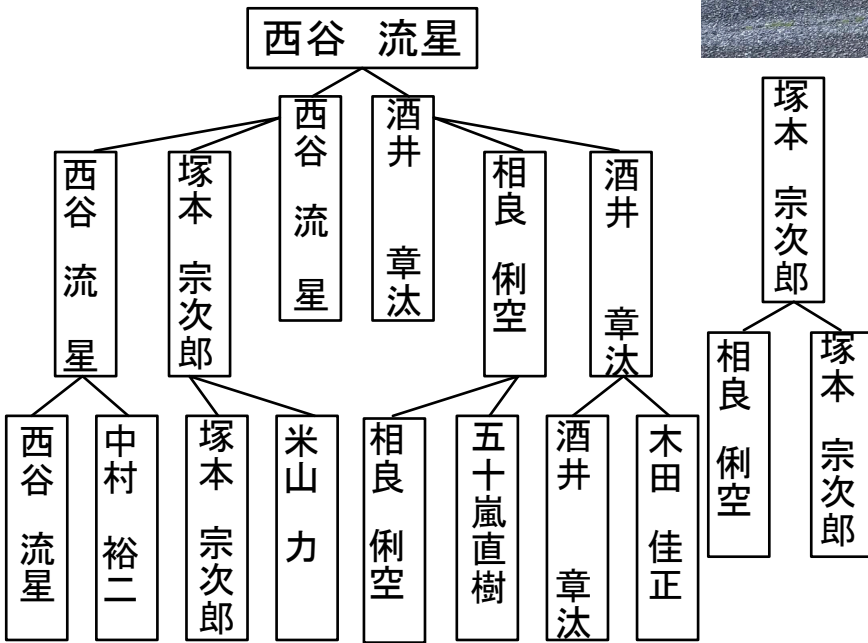 西谷 流星
西谷 流星
酒井 章汰
西谷 流星
塚本 宗次郎
相良 俐空
酒井 章汰
西谷 流星
中村 裕二
塚本 宗次郎
米山 力
相良 俐空
五十嵐直樹
酒井 章汰
木田 佳正
塚本 宗次郎
相良 俐空
塚本 宗次郎